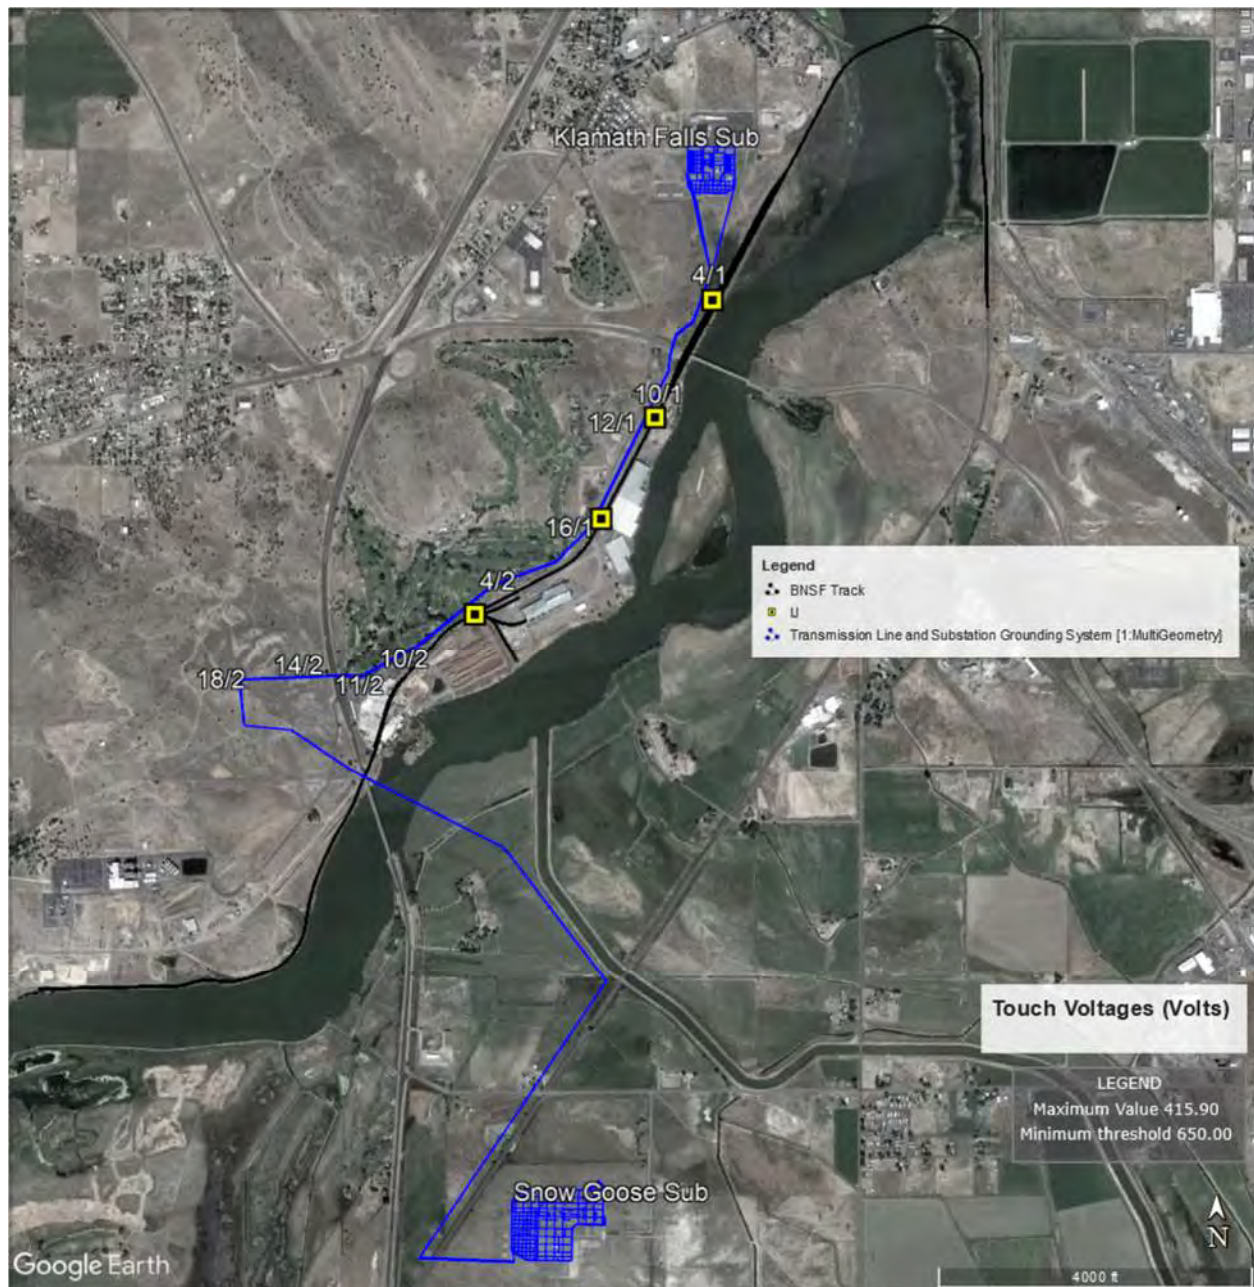 Klamath Falls Sub
4/1
10/1
12/1
16/1
4/2
10/2
14/2
11/2
18/2
Legend
BNSF Track
IJ
Transmission Line and Substation Grounding System [1:MultiGeometry]
Touch Voltages (Volts)
LEGEND
Maximum Value 415.90
Minimum threshold 650.00
Snow Goose Sub
N
Google Earth
4000 ft